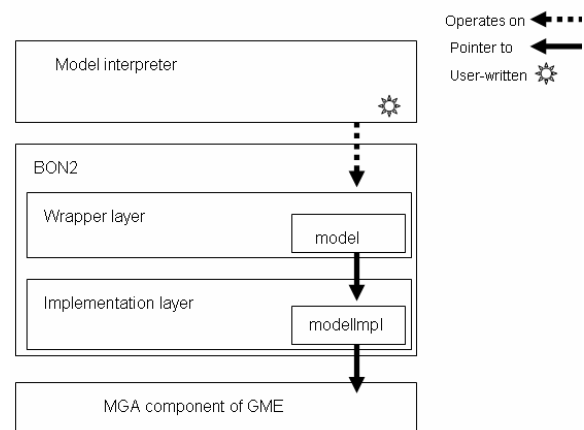 Operates on
Pointer to
User-written
Model interpreter
BON2
Wrapper layer
model
Implementation layer
modelImpl
MGA component of GME